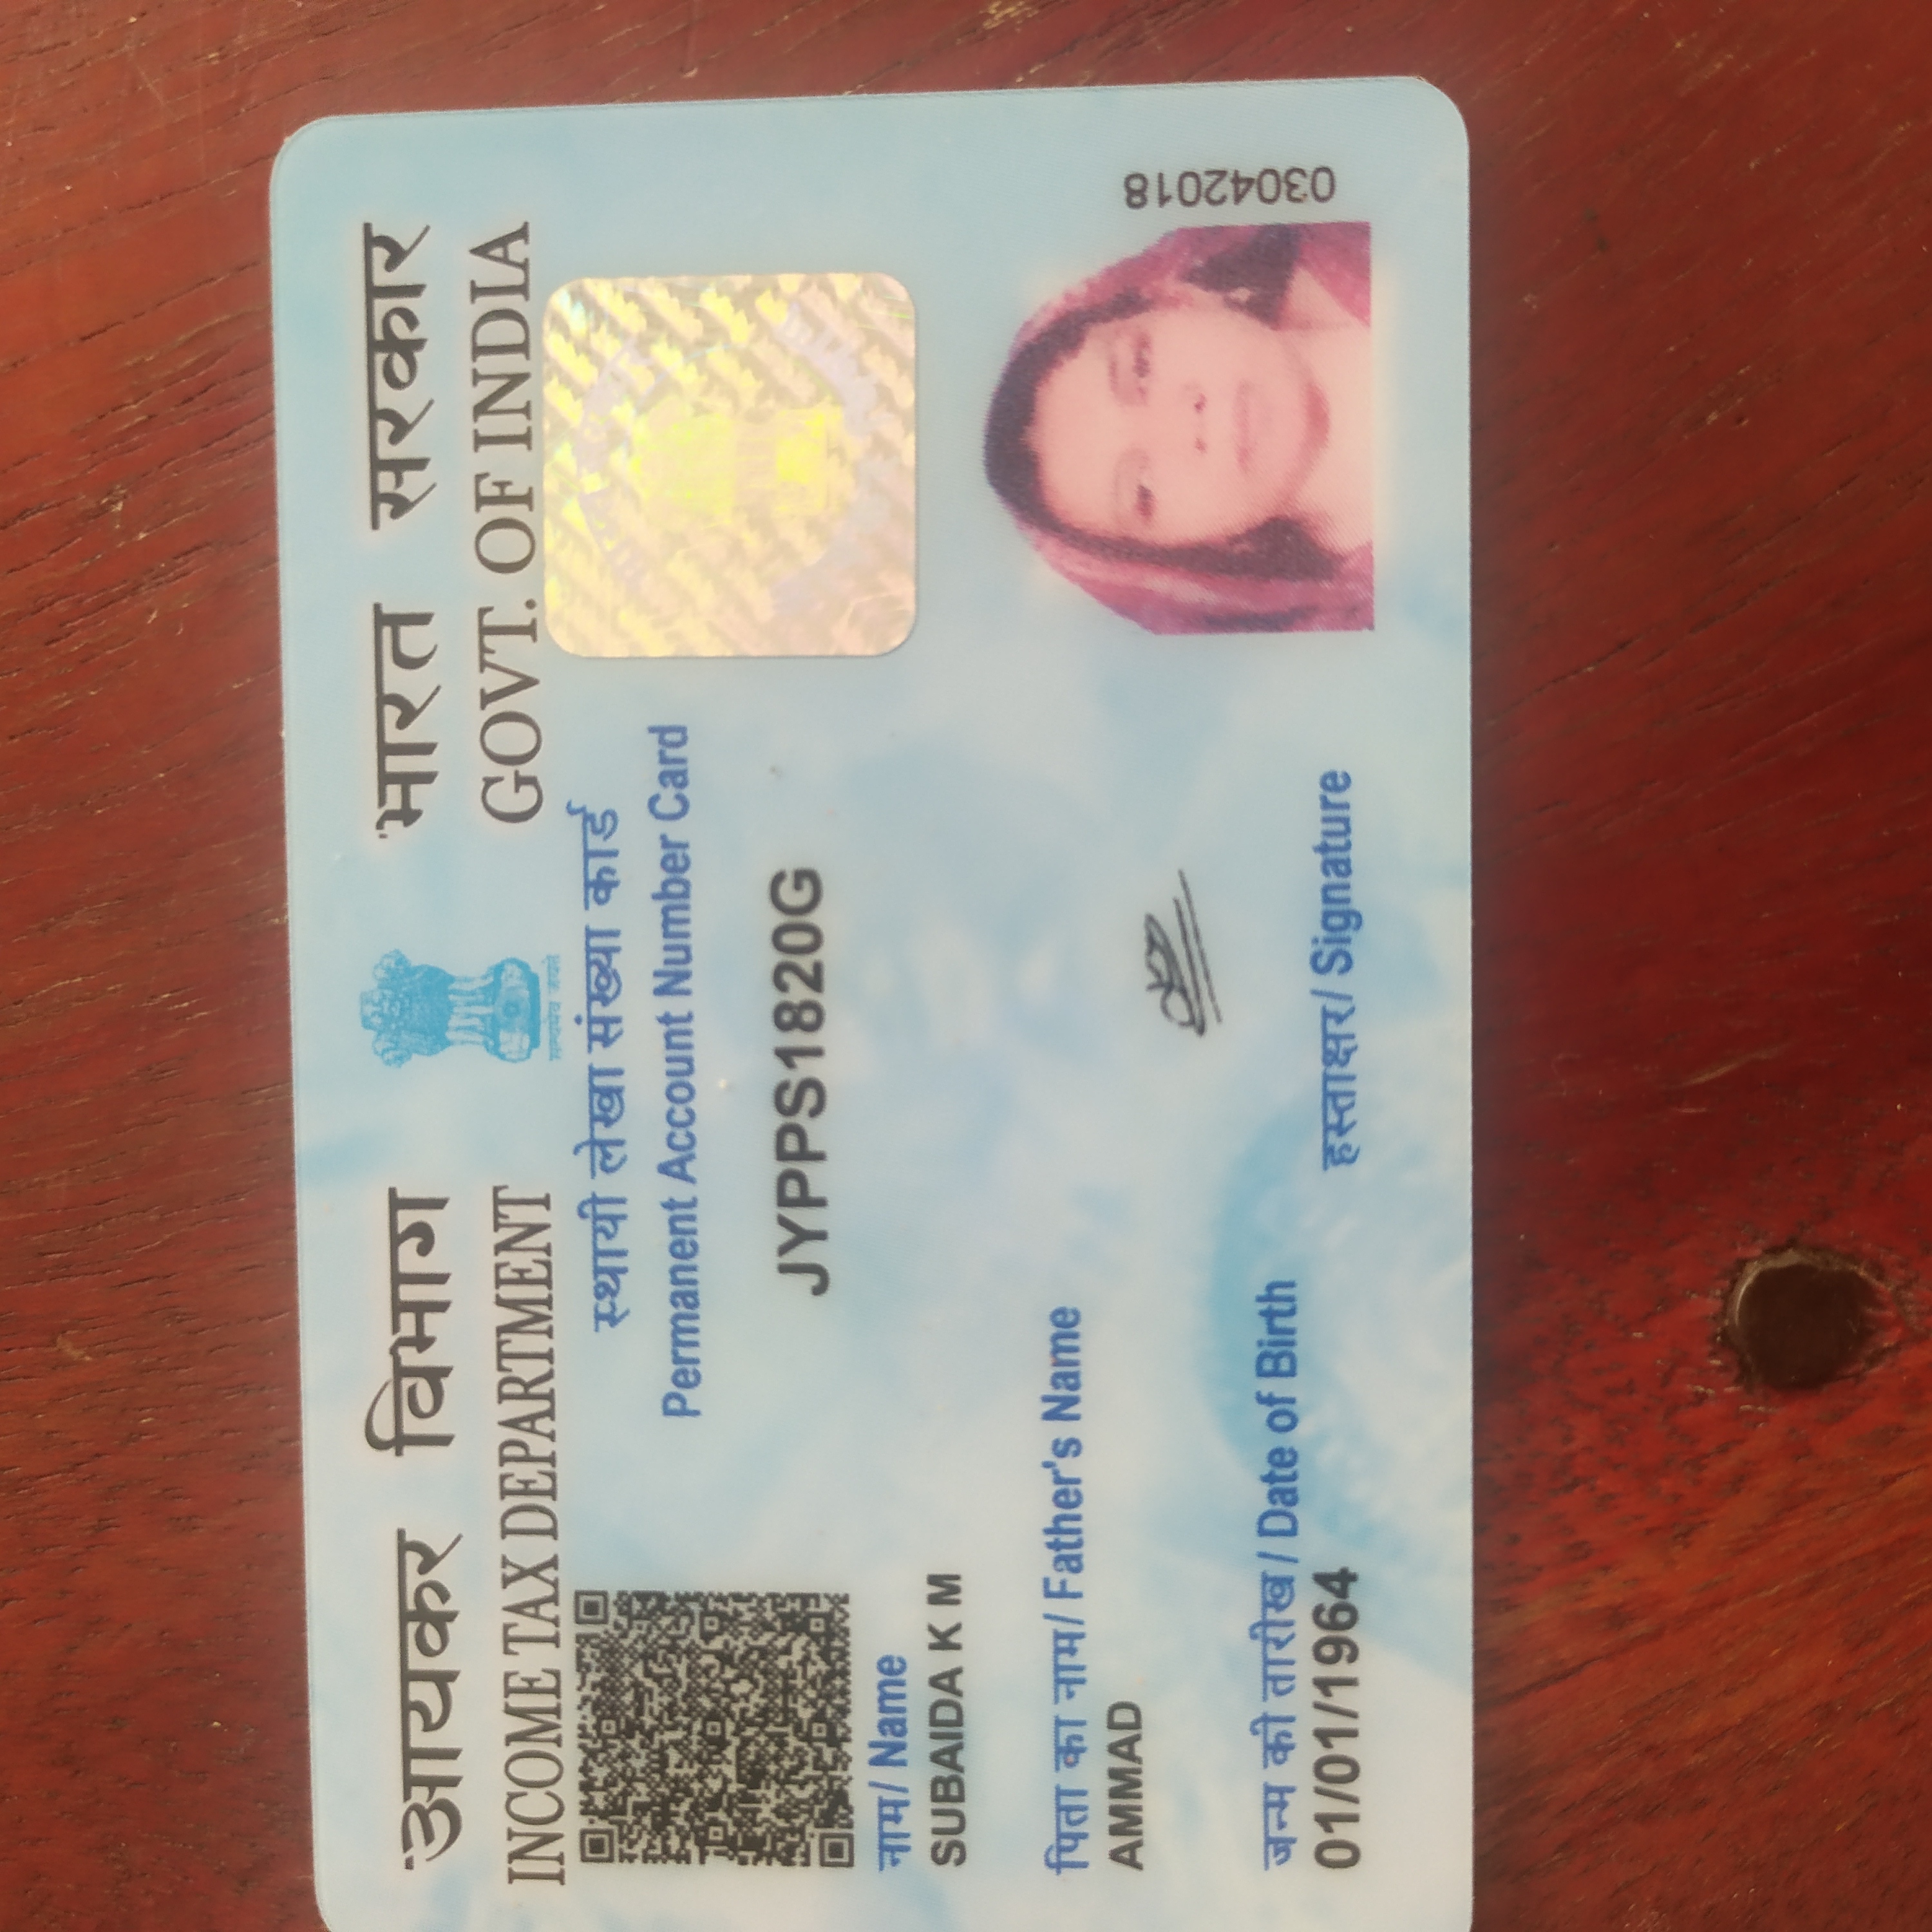 आयकर विभाग
INCOME TAX DEPARTMENT
सत्यमेव जयते
भारत सरकार
GOVT. OF INDIA
स्थायी लेखा संख्या कार्ड
Permanent Account Number Card
JYPPS1820G
नाम/ Name
SUBAIDA K M
पिता का नाम/ Father's Name
AMMAD
जन्म की तारीख / Date of Birth
01/01/1964
हस्ताक्षर/ Signature
03042018